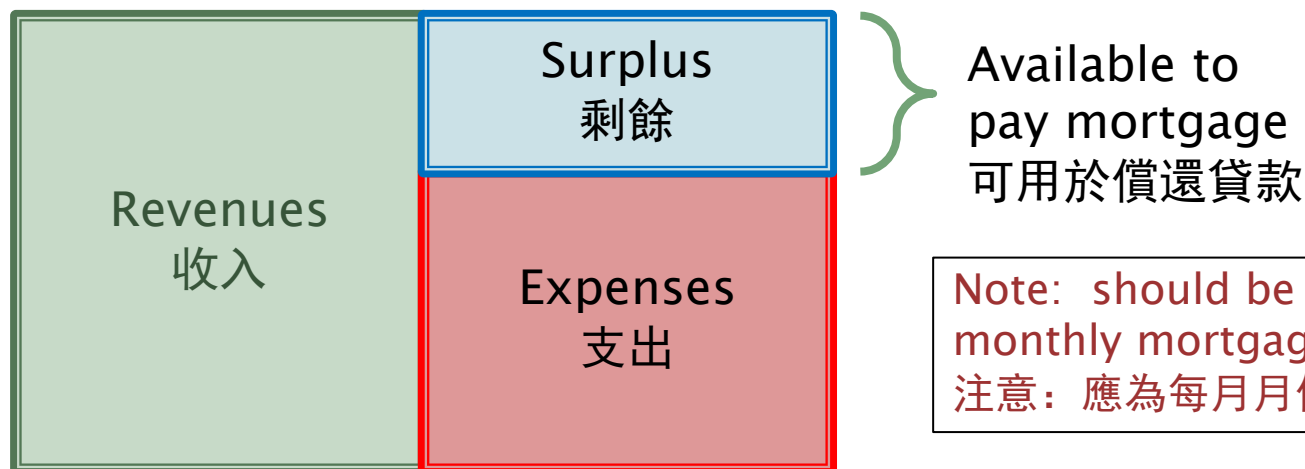 Revenues
收入
Surplus
剩餘
Expenses
支出
Available to
pay mortgage
可用於償還貸款
Note: should be
monthly
注意：應為每月月